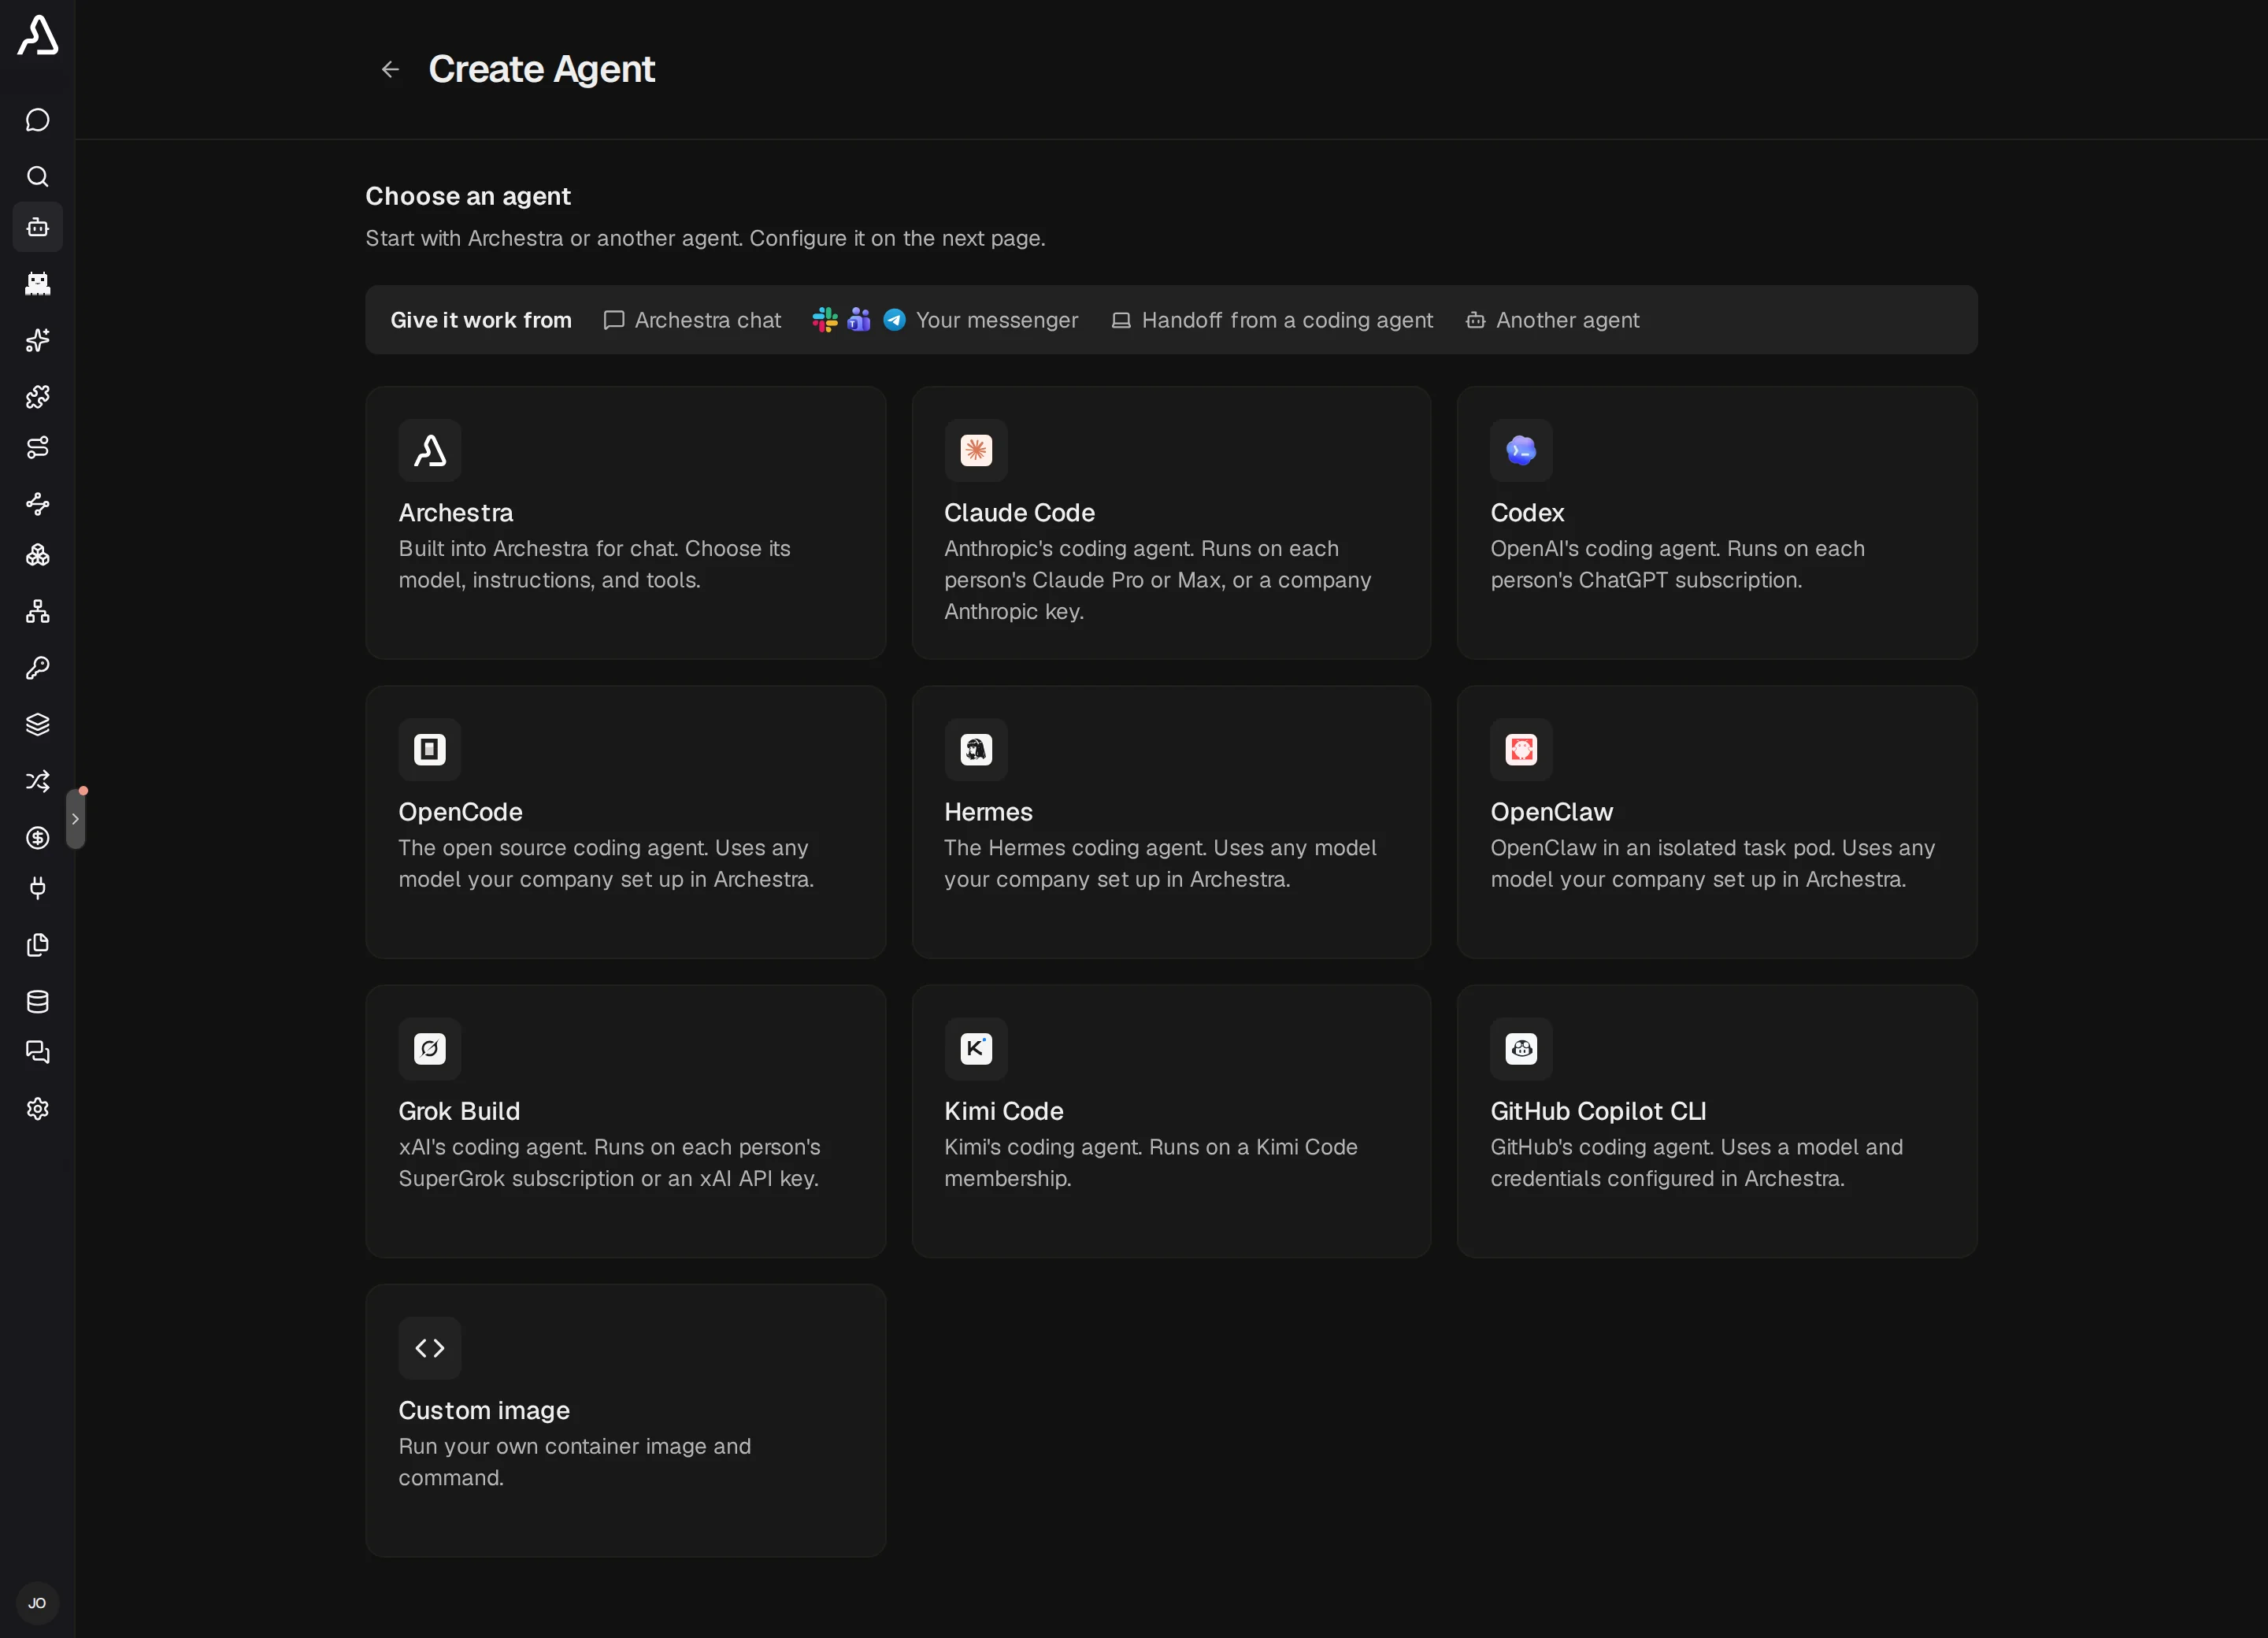 Create Agent
Choose an agent
Start with Archestra or another agent. Configure it on the next page.
Give it work from
Archestra chat
Your messenger
Handoff from a coding agent
Another agent
Archestra
Built into Archestra for chat. Choose its
model, instructions, and tools.
Claude Code
Anthropic's coding agent. Runs on each
person's Claude Pro or Max, or a company
Anthropic key.
Codex
OpenAI's coding agent. Runs on each
person's ChatGPT subscription.
OpenCode
The open source coding agent. Uses any
model your company set up in Archestra.
Hermes
The Hermes coding agent. Uses any model
your company set up in Archestra.
OpenClaw
OpenClaw in an isolated task pod. Uses any
model your company set up in Archestra.
Grok Build
xAI's coding agent. Runs on each person's
SuperGrok subscription or an xAI API key.
Kimi Code
Kimi's coding agent. Runs on a Kimi Code
membership.
GitHub Copilot CLI
GitHub's coding agent. Uses a model and
credentials configured in Archestra.
Custom image
Run your own container image and
command.
JO